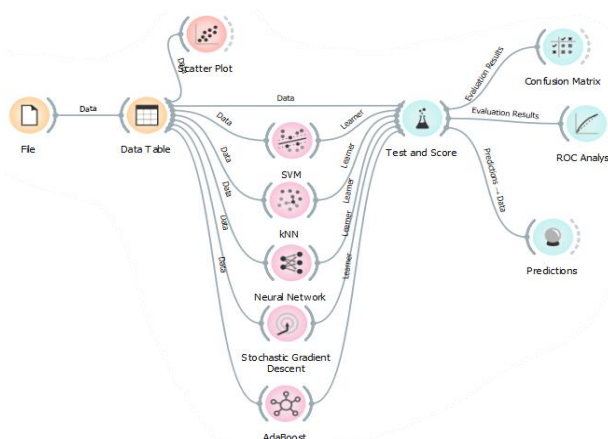 Data
Scatter Plot
Evaluation Results
Confusion Matrix
Data
File
Data Table
Data
Data
Learner
SVM
Test and Score
Evaluation Results
ROC Analys
Data
Learner
kNN
Data
Learner
Neural Network
Predictions → Data
Predictions
Data
Learner
Stochastic Gradient
Descent
Data
Learner
AdaBoost